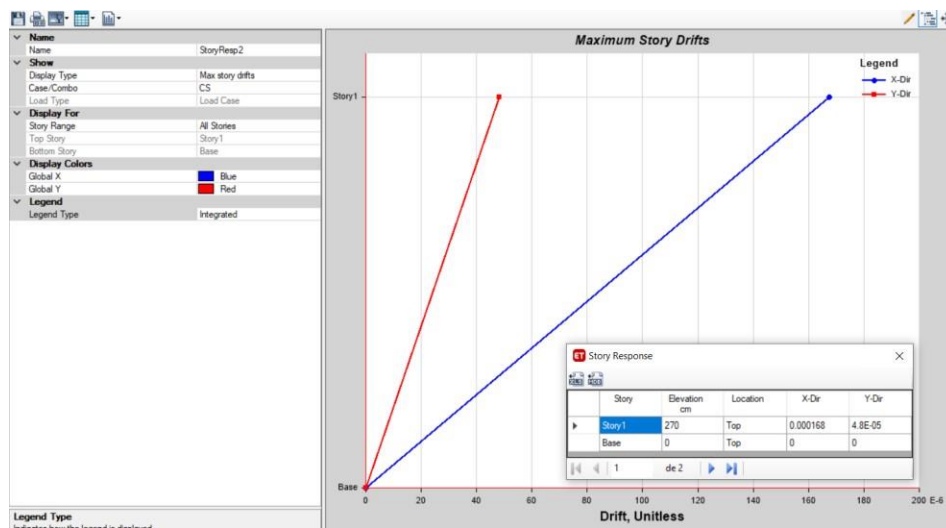 Name
Name StoryResp2
Show
Display Type Max story drifts
Case/Combo CS
Load Type Load Case
Display For
Story Range All Stories
Top Story Story1
Bottom Story Base
Display Colors
Global X Blue
Global Y Red
Legend
Legend Type Integrated
Legend Type
Maximum Story Drifts
Legend
X-Dir
Y-Dir
Story1
Base
0 20 40 60 80 100 120 140 160 180 200 E-6
Drift, Unitless
ET Story Response
Story Elevation cm Location X-Dir Y-Dir
Story1 270 Top 0.000168 4.8E-05
Base 0 Top 0 0
1 de 2